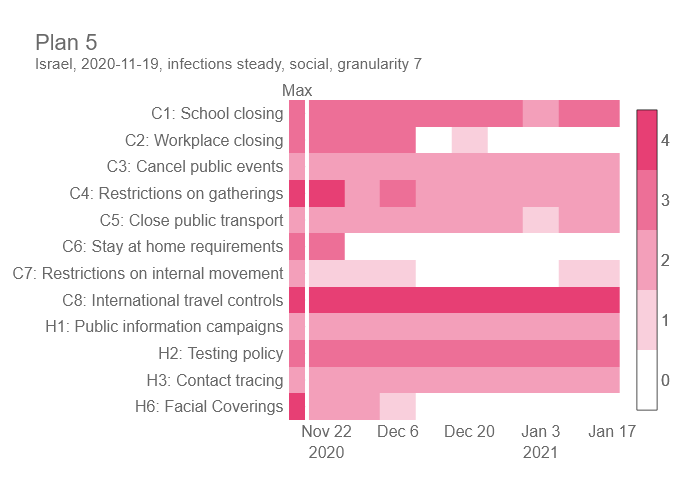 Plan 5
Israel, 2020-11-19, infections steady, social, granularity 7
Max
C1: School closing
C2: Workplace closing
C3: Cancel public events
C4: Restrictions on gatherings
C5: Close public transport
C6: Stay at home requirements
C7: Restrictions on internal movement
C8: International travel controls
H1: Public information campaigns
H2: Testing policy
H3: Contact tracing
H6: Facial Coverings
4
3
2
1
0
Nov 22 Dec 6 Dec 20 Jan 3 Jan 17
2020 2021